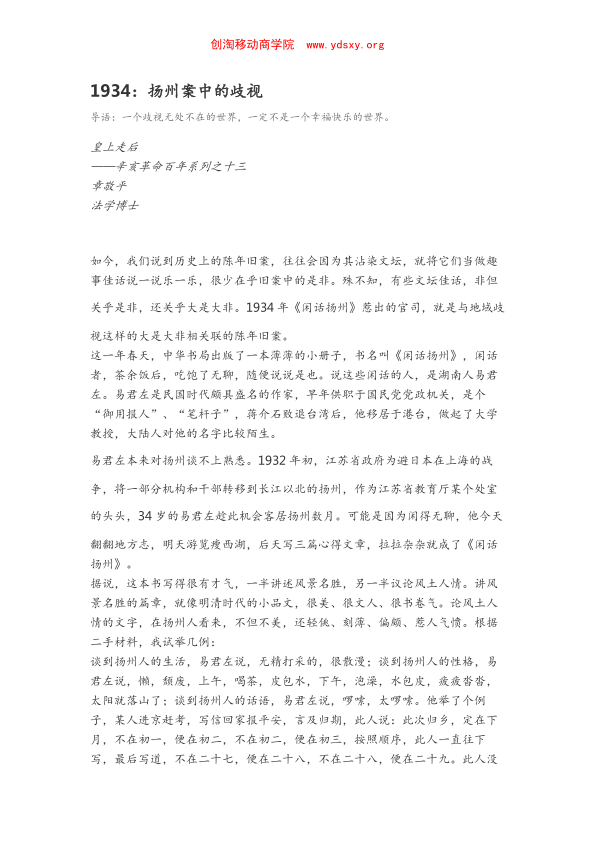 创淘移动商学院 www.ydsxy.org
1934：扬州案中的歧视
导语：一个歧视无处不在的世界，一定不是一个幸福快乐的世界。
皇上走后
——辛亥革命百年系列之十三
章敬平
法学博士
如今，我们说到历史上的陈年旧案，往往会因为其沾染文坛，就将它们当做趣
事佳话说一说乐一乐，很少在乎旧案中的是非。殊不知，有些文坛佳话，非但
关乎是非，还关乎大是大非。1934 年《闲话扬州》惹出的官司，就是与地域歧
视这样的大是大非相关联的陈年旧案。
这一年春天，中华书局出版了一本薄薄的小册子，书名叫《闲话扬州》，闲话
者，茶余饭后，吃饱了无聊，随便说说是也。说这些闲话的人，是湖南人易君
左。易君左是民国时代颇具盛名的作家，早年供职于国民党党政机关，是个
“御用报人”、“笔杆子”，蒋介石败退台湾后，他移居于港台，做起了大学
教授，大陆人对他的名字比较陌生。
易君左本来对扬州谈不上熟悉。1932 年初，江苏省政府为避日本在上海的战
争，将一部分机构和干部转移到长江以北的扬州，作为江苏省教育厅某个处室
的头头，34 岁的易君左趁此机会客居扬州数月。可能是因为闲得无聊，他今天
翻翻地方志，明天游览瘦西湖，后天写三篇心得文章，拉拉杂杂就成了《闲话
扬州》。
据说，这本书写得很有才气，一半讲述风景名胜，另一半议论风土人情。讲风
景名胜的篇章，就像明清时代的小品文，很美、很文人、很书卷气。论风土人
情的文字，在扬州人看来，不但不美，还轻佻、刻薄、偏颇、惹人气愤。根据
二手材料，我试举几例：
谈到扬州人的生活，易君左说，无精打采的，很散漫；谈到扬州人的性格，易
君左说，懒，颓废，上午，喝茶，皮包水，下午，泡澡，水包皮，疲疲沓沓，
太阳就落山了；谈到扬州人的话语，易君左说，啰嗦，太啰嗦。他举了个例
子，某人进京赶考，写信回家报平安，言及归期，此人说：此次归乡，定在下
月，不在初一，便在初二，不在初二，便在初三，按照顺序，此人一直往下
写，最后写道，不在二十七，便在二十八，不在二十八，便在二十九。此人没